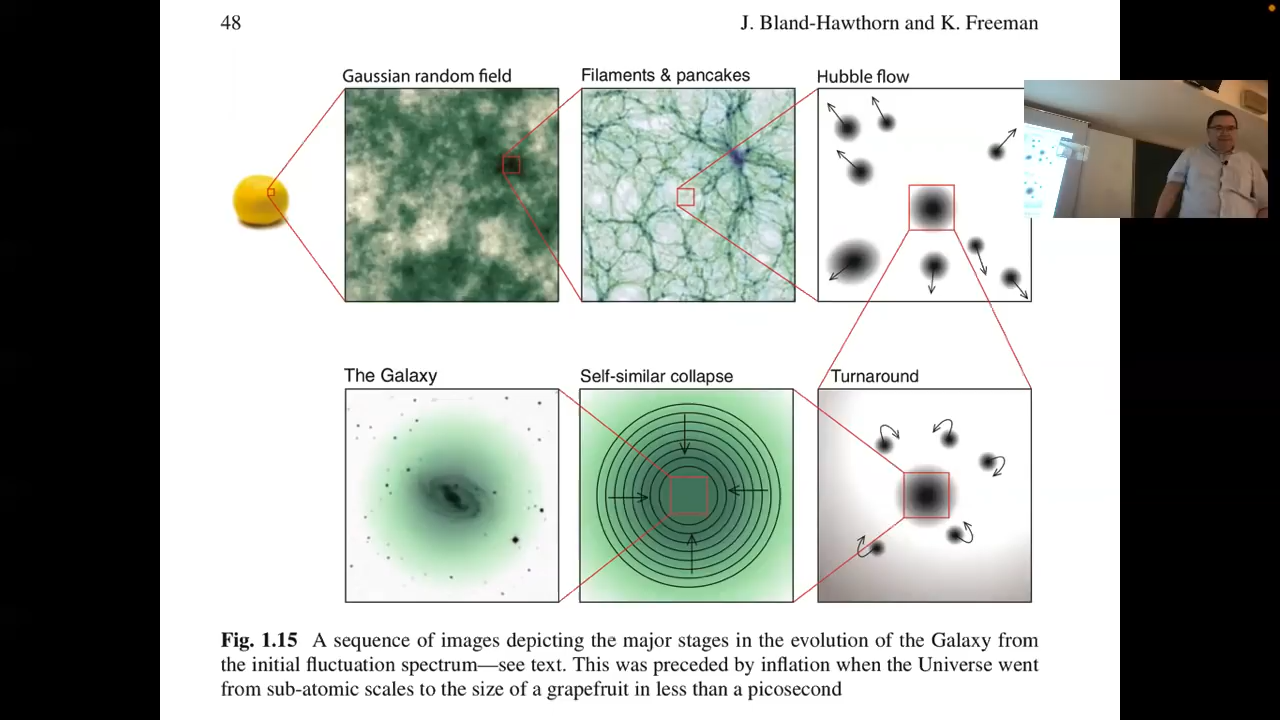 48
J. Bland-Hawthorn and K. Freeman
Gaussian random field
Filaments & pancakes
Hubble flow
The Galaxy
Self-similar collapse
Turnaround
Fig. 1.15 A sequence of images depicting the major stages in the evolution of the Galaxy from
the initial fluctuation spectrum—see text. This was preceded by inflation when the Universe went
from sub-atomic scales to the size of a grapefruit in less than a picosecond